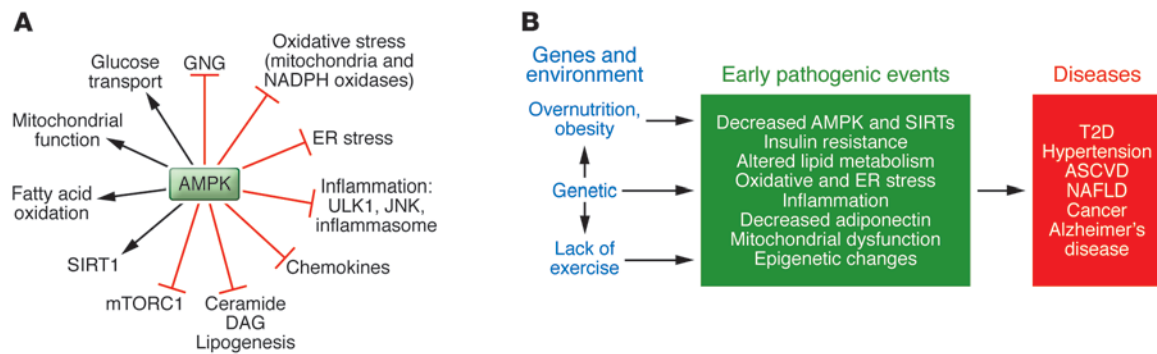 A
Glucose
transport
GNG
Oxidative stress
(mitochondria and
NADPH oxidases)
Mitochondrial
function
ER stress
AMPK
Fatty acid
oxidation
Inflammation:
ULK1, JNK,
inflammasome
SIRT1
Chemokines
mTORC1
Ceramide
DAG
Lipogenesis
B
Genes and
environment
Overnutrition,
obesity
Genetic
Lack of
exercise
Early pathogenic events
Decreased AMPK and SIRTs
Insulin resistance
Altered lipid metabolism
Oxidative and ER stress
Inflammation
Decreased adiponectin
Mitochondrial dysfunction
Epigenetic changes
Diseases
T2D
Hypertension
ASCVD
NAFLD
Cancer
Alzheimer's
disease